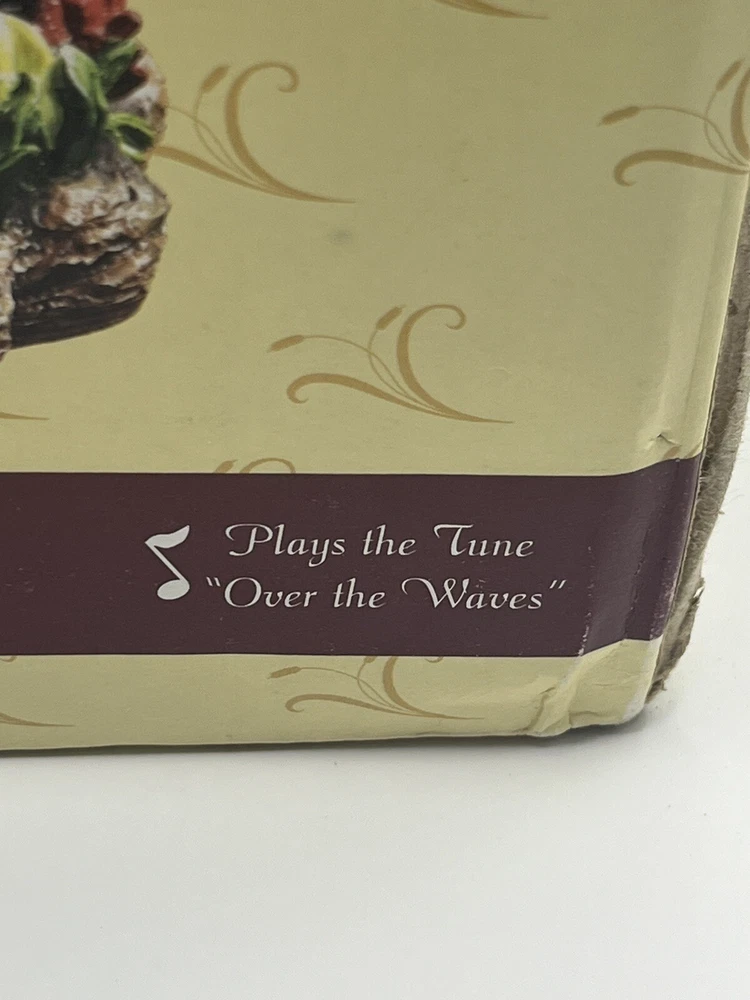 Plays the Tune
"Over the Waves"